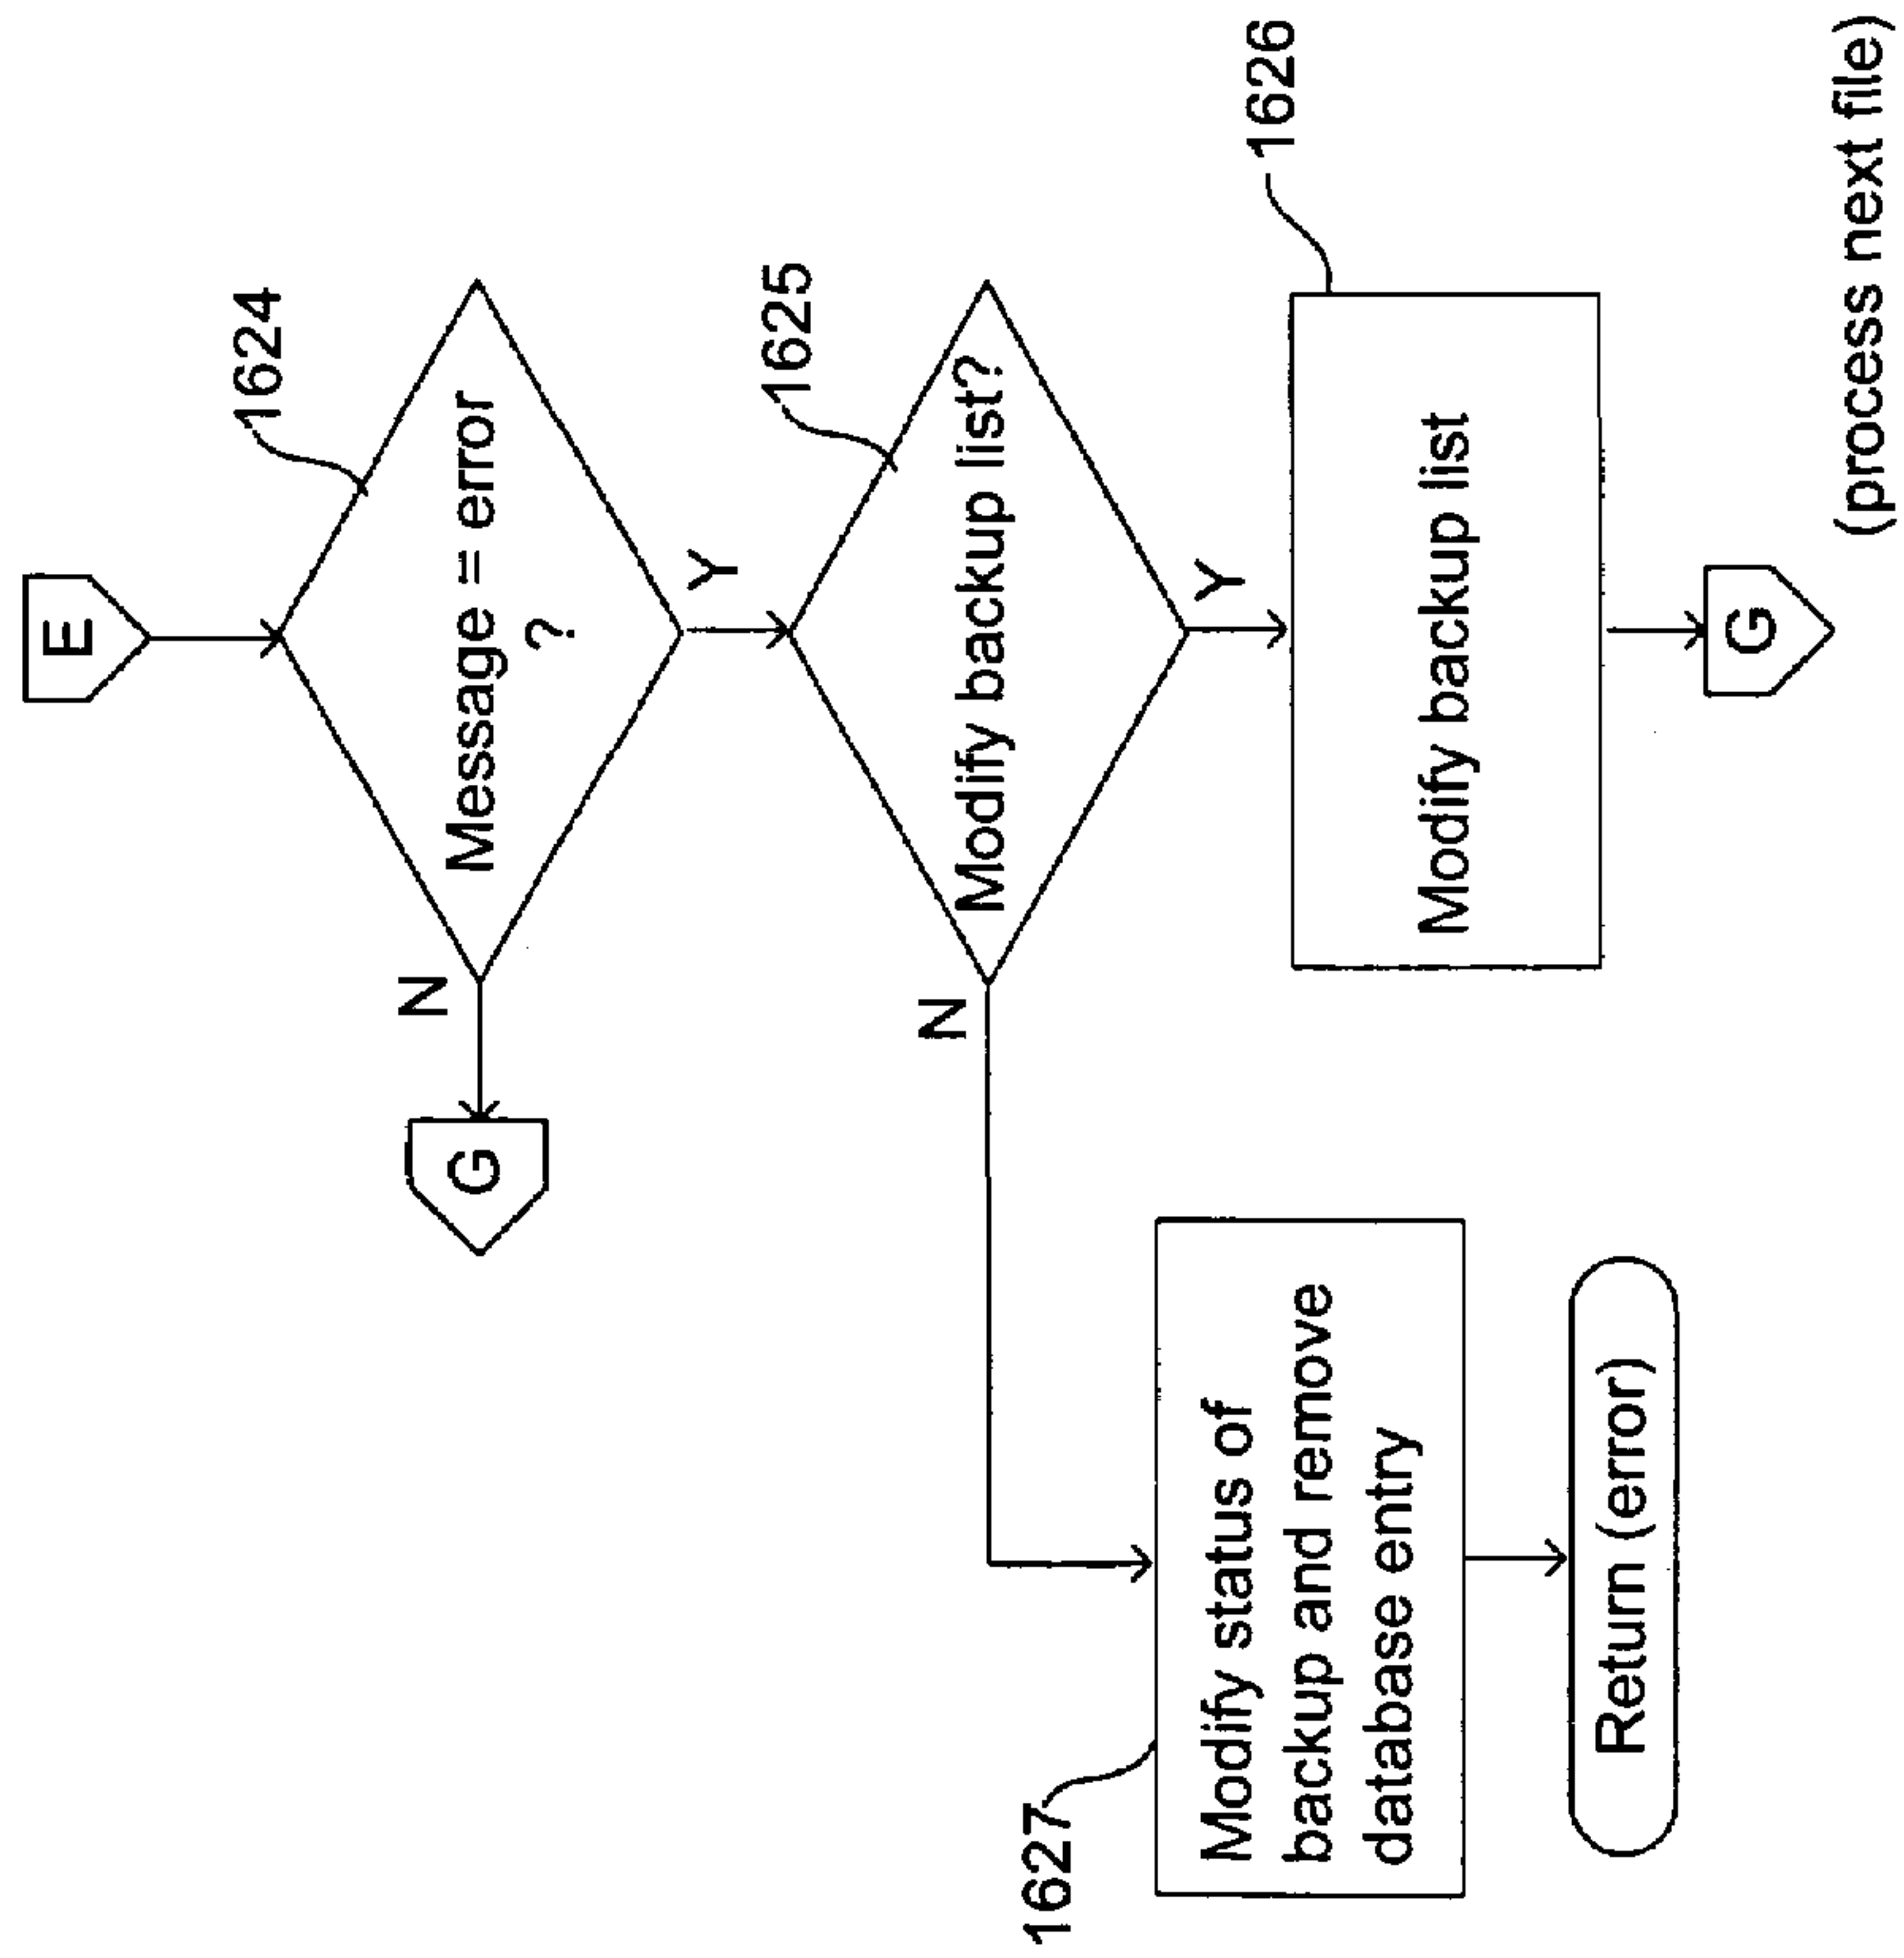 E
1624
Message = error
?
N
G
Y
1625
Modify backup list?
N
Y
1626
Modify backup list
G
(process next file)
1627
Modify status of
backup and remove
database entry
Return (error)